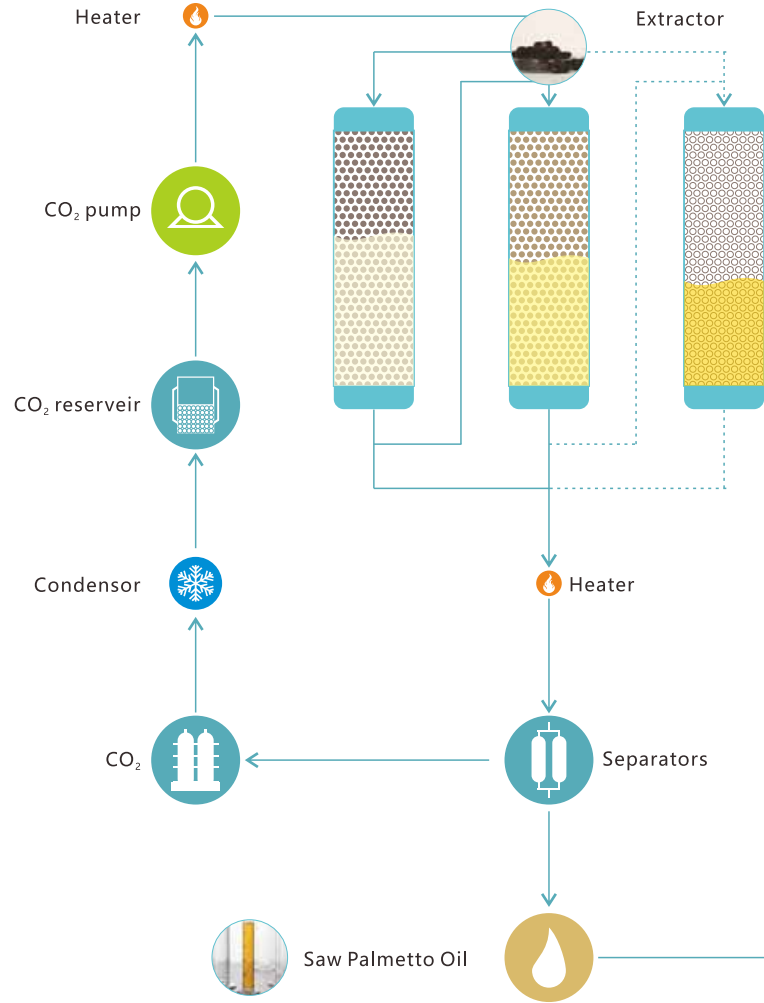 Heater
Extractor
CO₂ pump
CO₂ reserveir
Condensor
Heater
CO₂
Separators
Saw Palmetto Oil